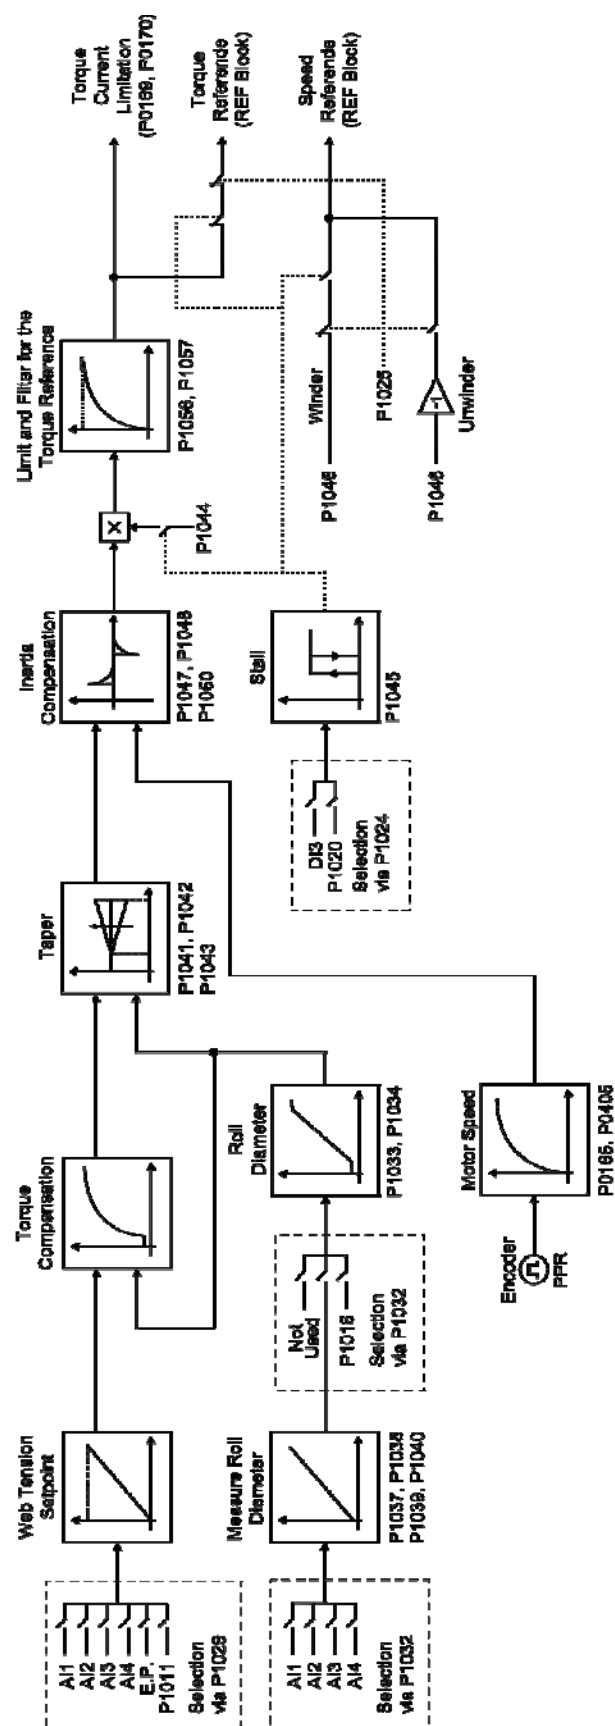 AI1
AI2
AI3
AI4
E.P.
P1011
Selection
via P1029
Web Tension
Setpoint
Torque
Compensation
Taper
P1041, P1042
P1043
Inertia
Compensation
P1047, P1048
P1050
X
P1044
Limit and Filter for the
Torque Reference
P1056, P1057
Torque
Current
Limitation
(P0169, P0170)
Torque
Reference
(REF Block)
Speed
Reference
(REF Block)
AI1
AI2
AI3
AI4
Selection
via P1032
Measure Roll
Diameter
P1037, P1038
P1039, P1040
Not
Used
P1016
Selection
via P1032
Roll
Diameter
P1033, P1034
DI3
P1020
Selection
via P1024
Stall
P1045
P1046
Winder
P1025
P1046
-1
Unwinder
Encoder
PPR
Motor Speed
P0165, P0405